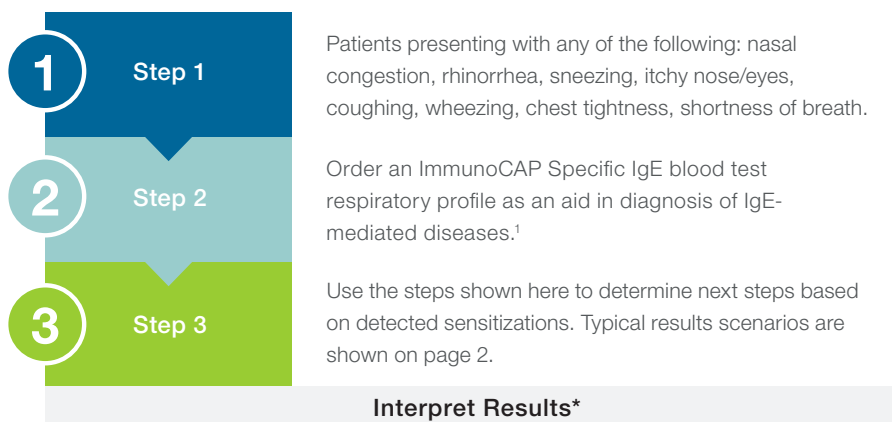 1
Step 1
Patients presenting with any of the following: nasal
congestion, rhinorrhea, sneezing, itchy nose/eyes,
coughing, wheezing, chest tightness, shortness of breath.
2
Step 2
Order an ImmunoCAP Specific IgE blood test
respiratory profile as an aid in diagnosis of IgE-
mediated diseases.¹
3
Step 3
Use the steps shown here to determine next steps based
on detected sensitizations. Typical results scenarios are
shown on page 2.
Interpret Results*